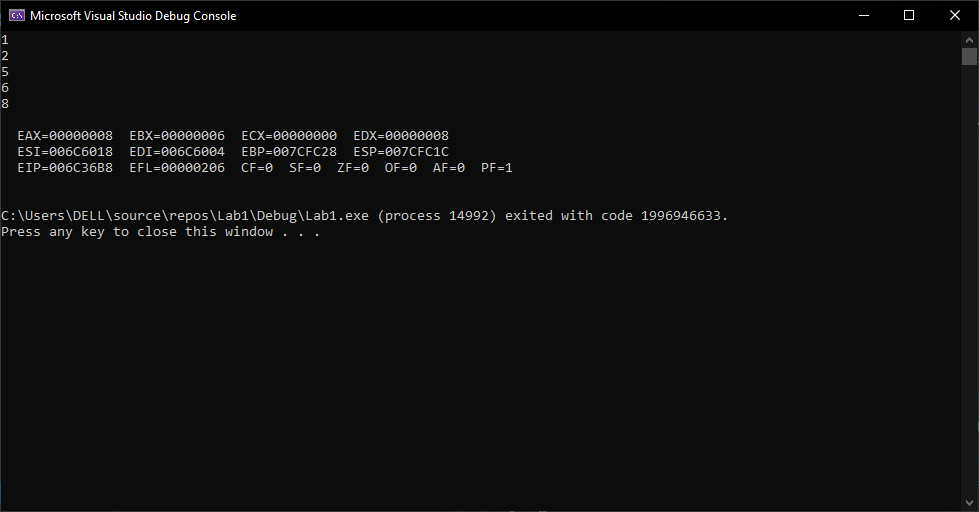 Microsoft Visual Studio Debug Console
1
2
5
6
8
EAX=00000008  EBX=00000006  ECX=00000000  EDX=00000008
ESI=006C6018  EDI=006C6004  EBP=007CFC28  ESP=007CFC1C
EIP=006C36B8  EFL=00000206  CF=0  SF=0  ZF=0  OF=0  AF=0  PF=1
C:\Users\DELL\source\repos\Lab1\Debug\Lab1.exe (process 14992) exited with code 1996946633.
Press any key to close this window . . .